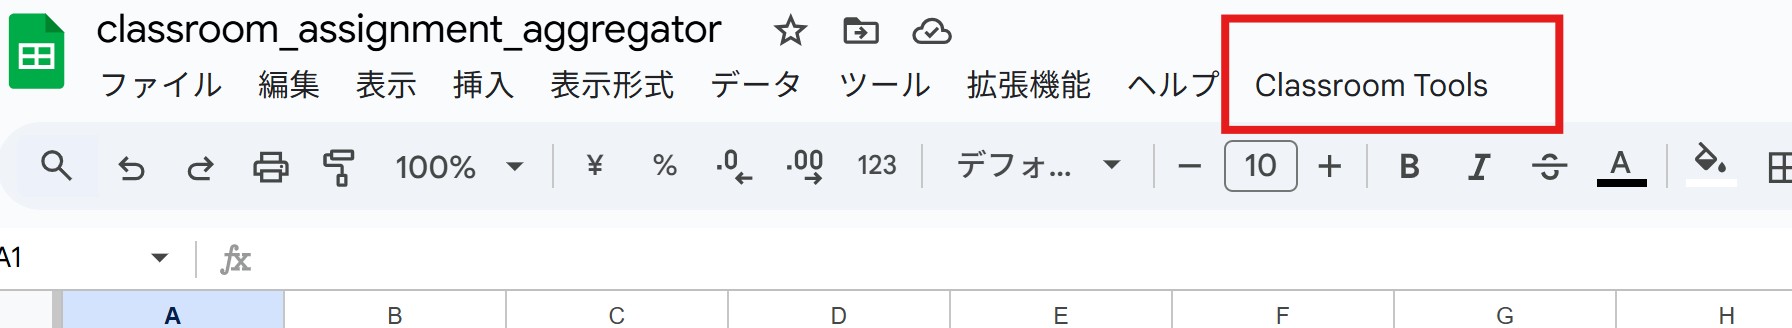 classroom_assignment_aggregator
ファイル 編集 表示 挿入 表示形式 データ ツール 拡張機能 ヘルプ Classroom Tools
100% ¥ % .0 .00 123 デフォ... 10 B I S A
A1 fx
A B C D E F G H